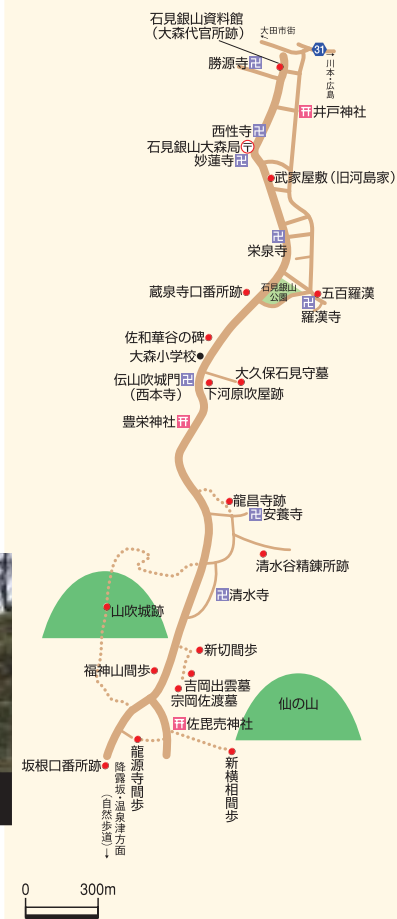 石見銀山資料館
(大森代官所跡)
大田市街
31
川本・広島
勝源寺
井戸神社
西性寺
石見銀山大森局
妙蓮寺
武家屋敷(旧河島家)
栄泉寺
蔵泉寺口番所跡
石見銀山
公園
五百羅漢
羅漢寺
佐和華谷の碑
大森小学校
伝山吹城門
(西本寺)
大久保石見守墓
下河原吹屋跡
豊栄神社
龍昌寺跡
安養寺
清水谷精錬所跡
山吹城跡
清水寺
新切間歩
福神山間歩
吉岡出雲墓
宗岡佐渡墓
仙の山
佐毘売神社
坂根口番所跡
龍源寺間歩
新横相間歩
降露坂・温泉津方面
(自然歩道)→
0 300m